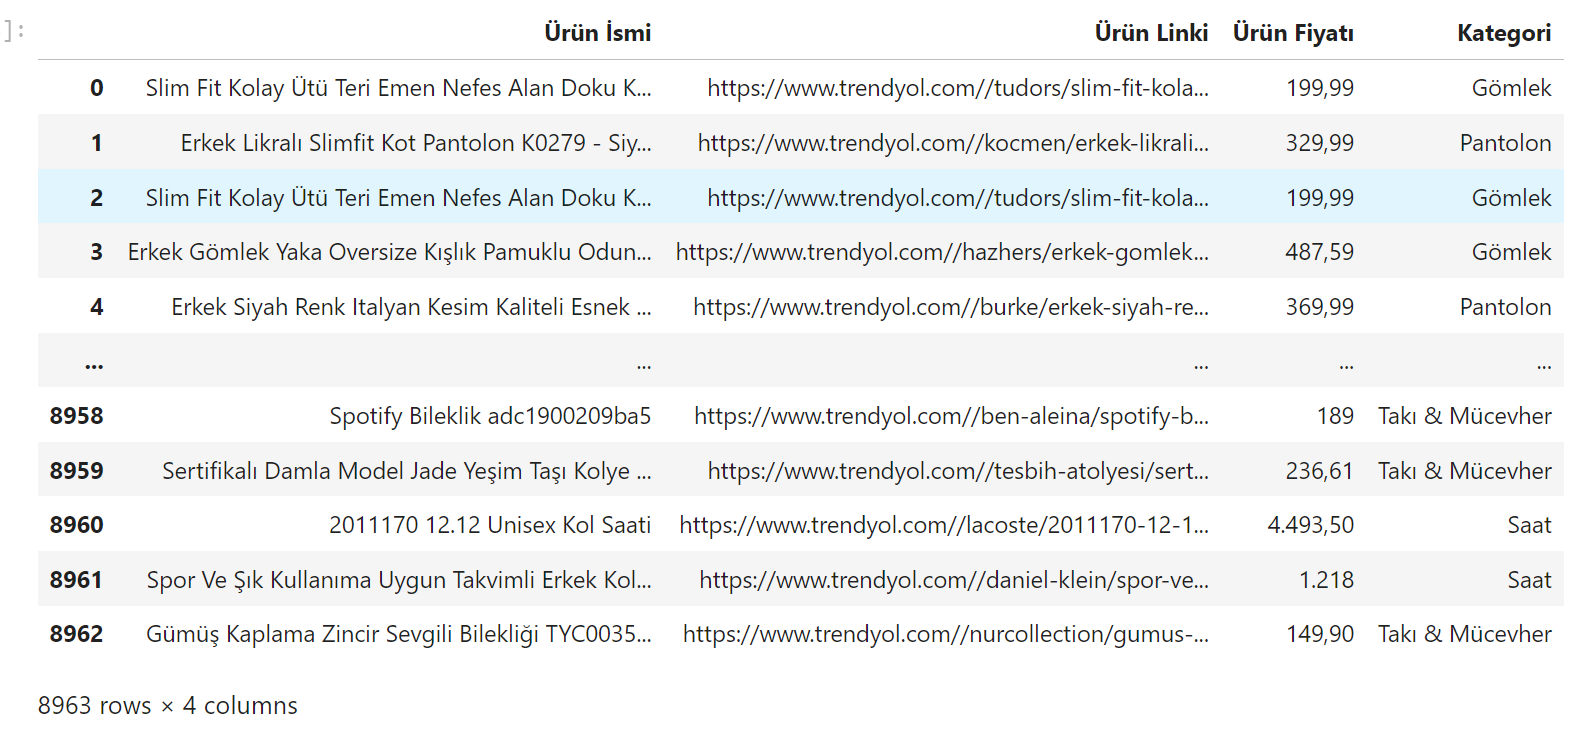 ]:
Ürün İsmi Ürün Linki Ürün Fiyatı Kategori
0 Slim Fit Kolay Ütü Teri Emen Nefes Alan Doku K... https://www.trendyol.com//tudors/slim-fit-kola... 199,99 Gömlek
1 Erkek Likralı Slimfit Kot Pantolon K0279 - Siy... https://www.trendyol.com//kocmen/erkek-likrali... 329,99 Pantolon
2 Slim Fit Kolay Ütü Teri Emen Nefes Alan Doku K... https://www.trendyol.com//tudors/slim-fit-kola... 199,99 Gömlek
3 Erkek Gömlek Yaka Oversize Kışlık Pamuklu Odun... https://www.trendyol.com//hazhers/erkek-gomlek... 487,59 Gömlek
4 Erkek Siyah Renk Italyan Kesim Kaliteli Esnek ... https://www.trendyol.com//burke/erkek-siyah-re... 369,99 Pantolon
... ... ... ... ...
8958 Spotify Bileklik adc1900209ba5 https://www.trendyol.com//ben-aleina/spotify-b... 189 Takı & Mücevher
8959 Sertifikalı Damla Model Jade Yeşim Taşı Kolye ... https://www.trendyol.com//tesbih-atolyesi/sert... 236,61 Takı & Mücevher
8960 2011170 12.12 Unisex Kol Saati https://www.trendyol.com//lacoste/2011170-12-1... 4.493,50 Saat
8961 Spor Ve Şık Kullanıma Uygun Takvimli Erkek Kol... https://www.trendyol.com//daniel-klein/spor-ve... 1.218 Saat
8962 Gümüş Kaplama Zincir Sevgili Bilekliği TYC0035... https://www.trendyol.com//nurcollection/gumus-... 149,90 Takı & Mücevher
8963 rows × 4 columns